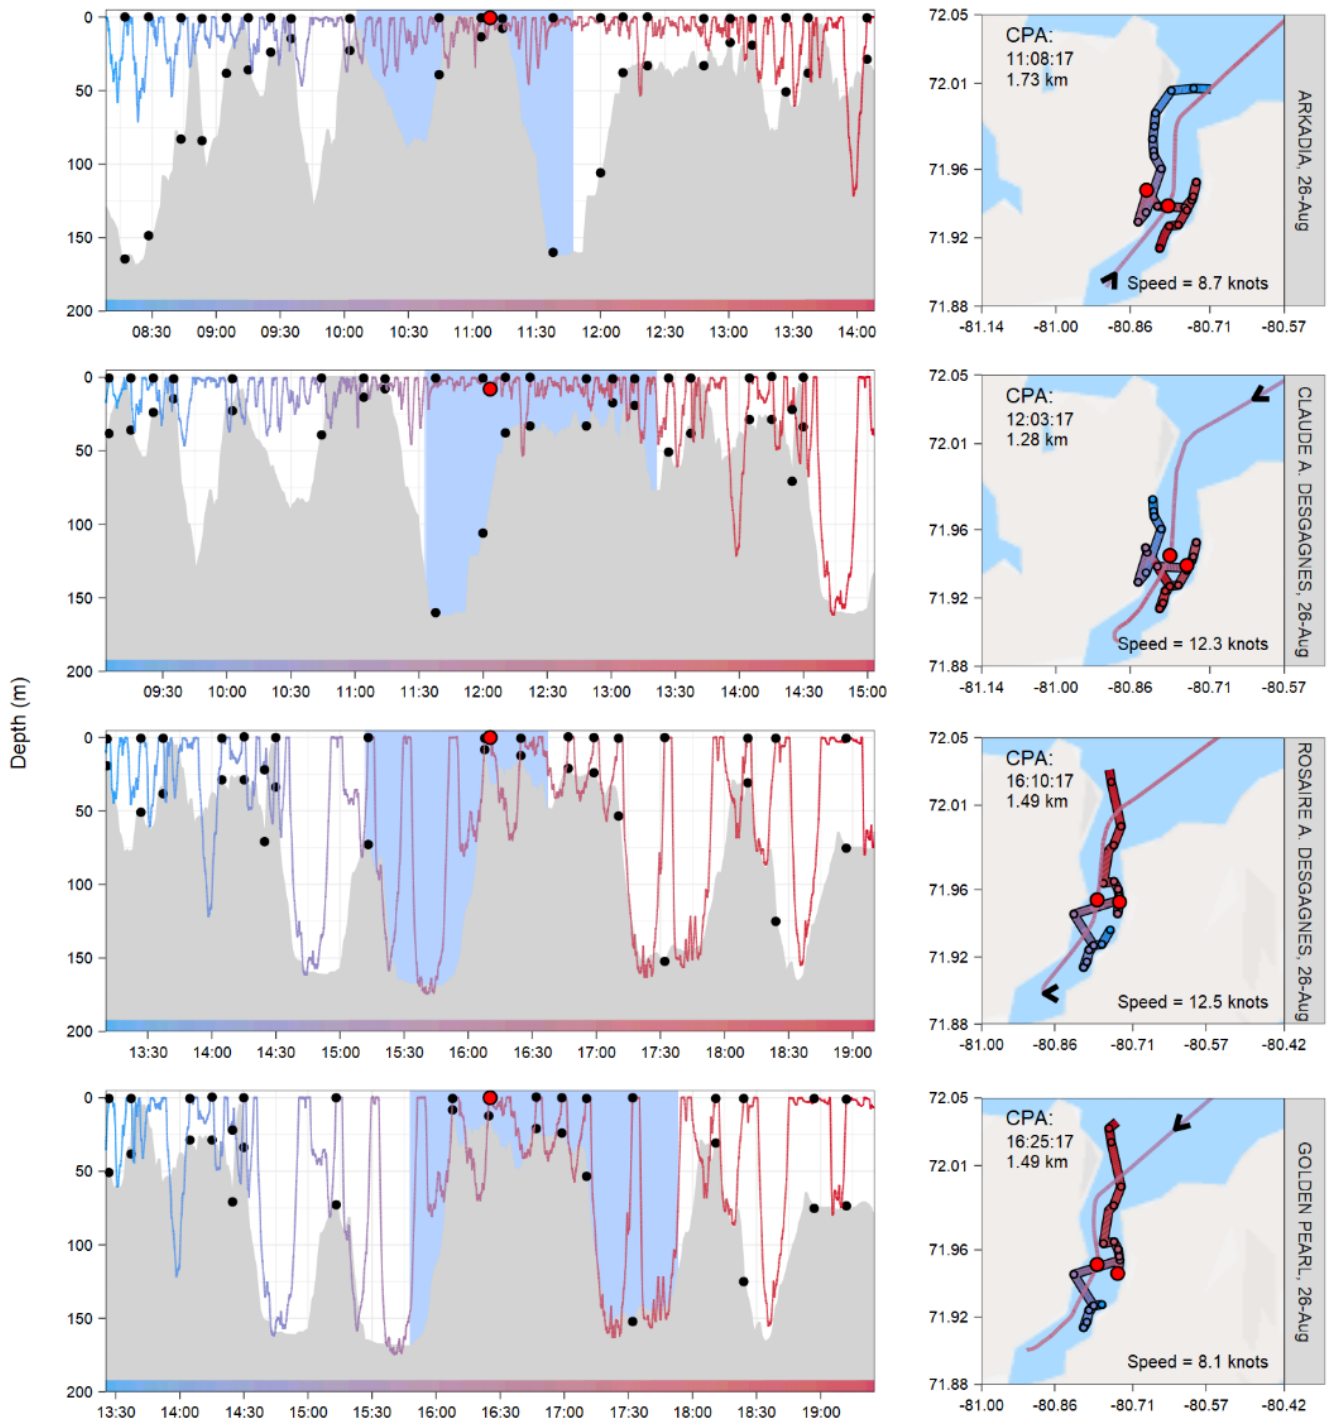 Depth (m)
0
50
100
150
200
08:30 09:00 09:30 10:00 10:30 11:00 11:30 12:00 12:30 13:00 13:30 14:00
72.05
72.01
71.96
71.92
71.88
CPA:
11:08:17
1.73 km
Speed = 8.7 knots
-81.14 -81.00 -80.86 -80.71 -80.57
ARKADIA, 26-Aug
0
50
100
150
200
09:30 10:00 10:30 11:00 11:30 12:00 12:30 13:00 13:30 14:00 14:30 15:00
72.05
72.01
71.96
71.92
71.88
CPA:
12:03:17
1.28 km
Speed = 12.3 knots
-81.14 -81.00 -80.86 -80.71 -80.57
CLAUDE A. DESGAGNES, 26-Aug
0
50
100
150
200
13:30 14:00 14:30 15:00 15:30 16:00 16:30 17:00 17:30 18:00 18:30 19:00
72.05
72.01
71.96
71.92
71.88
CPA:
16:10:17
1.49 km
Speed = 12.5 knots
-81.00 -80.86 -80.71 -80.57 -80.42
ROSAIRE A. DESGAGNES, 26-Aug
0
50
100
150
200
13:30 14:00 14:30 15:00 15:30 16:00 16:30 17:00 17:30 18:00 18:30 19:00
72.05
72.01
71.96
71.92
71.88
CPA:
16:25:17
1.49 km
Speed = 8.1 knots
-81.00 -80.86 -80.71 -80.57 -80.42
GOLDEN PEARL, 26-Aug